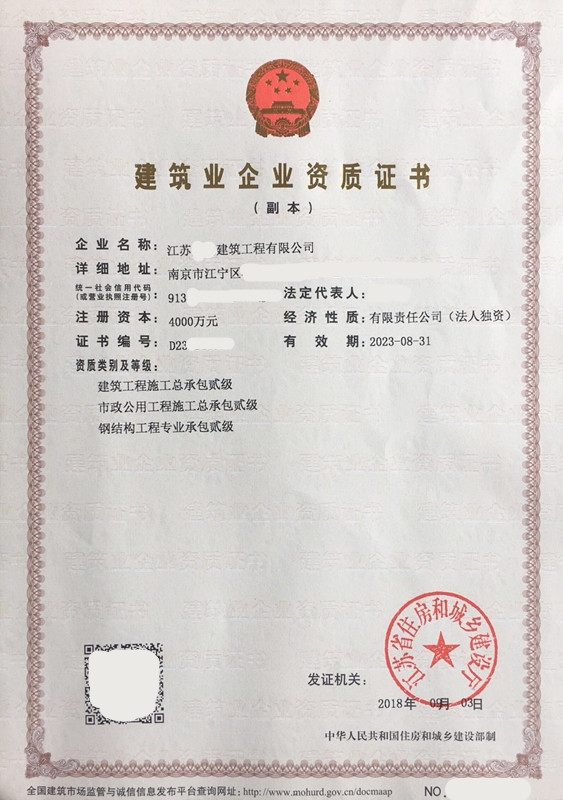 建筑业企业资质证书
（副本）
企业名称：江苏 建筑工程有限公司
详细地址：南京市江宁区
统一社会信用代码
（或营业执照注册号）：913 法定代表人：
注册资本：4000万元 经济性质：有限责任公司（法人独资）
证书编号：D23 有效期：2023-08-31
资质类别及等级：
建筑工程施工总承包贰级
市政公用工程施工总承包贰级
钢结构工程专业承包贰级
江苏省住房和城乡建设厅
发证机关：
2018年 09月 03日
中华人民共和国住房和城乡建设部制
全国建筑市场监管与诚信信息发布平台查询网址：http://www.mohurd.gov.cn/docmaap NO.